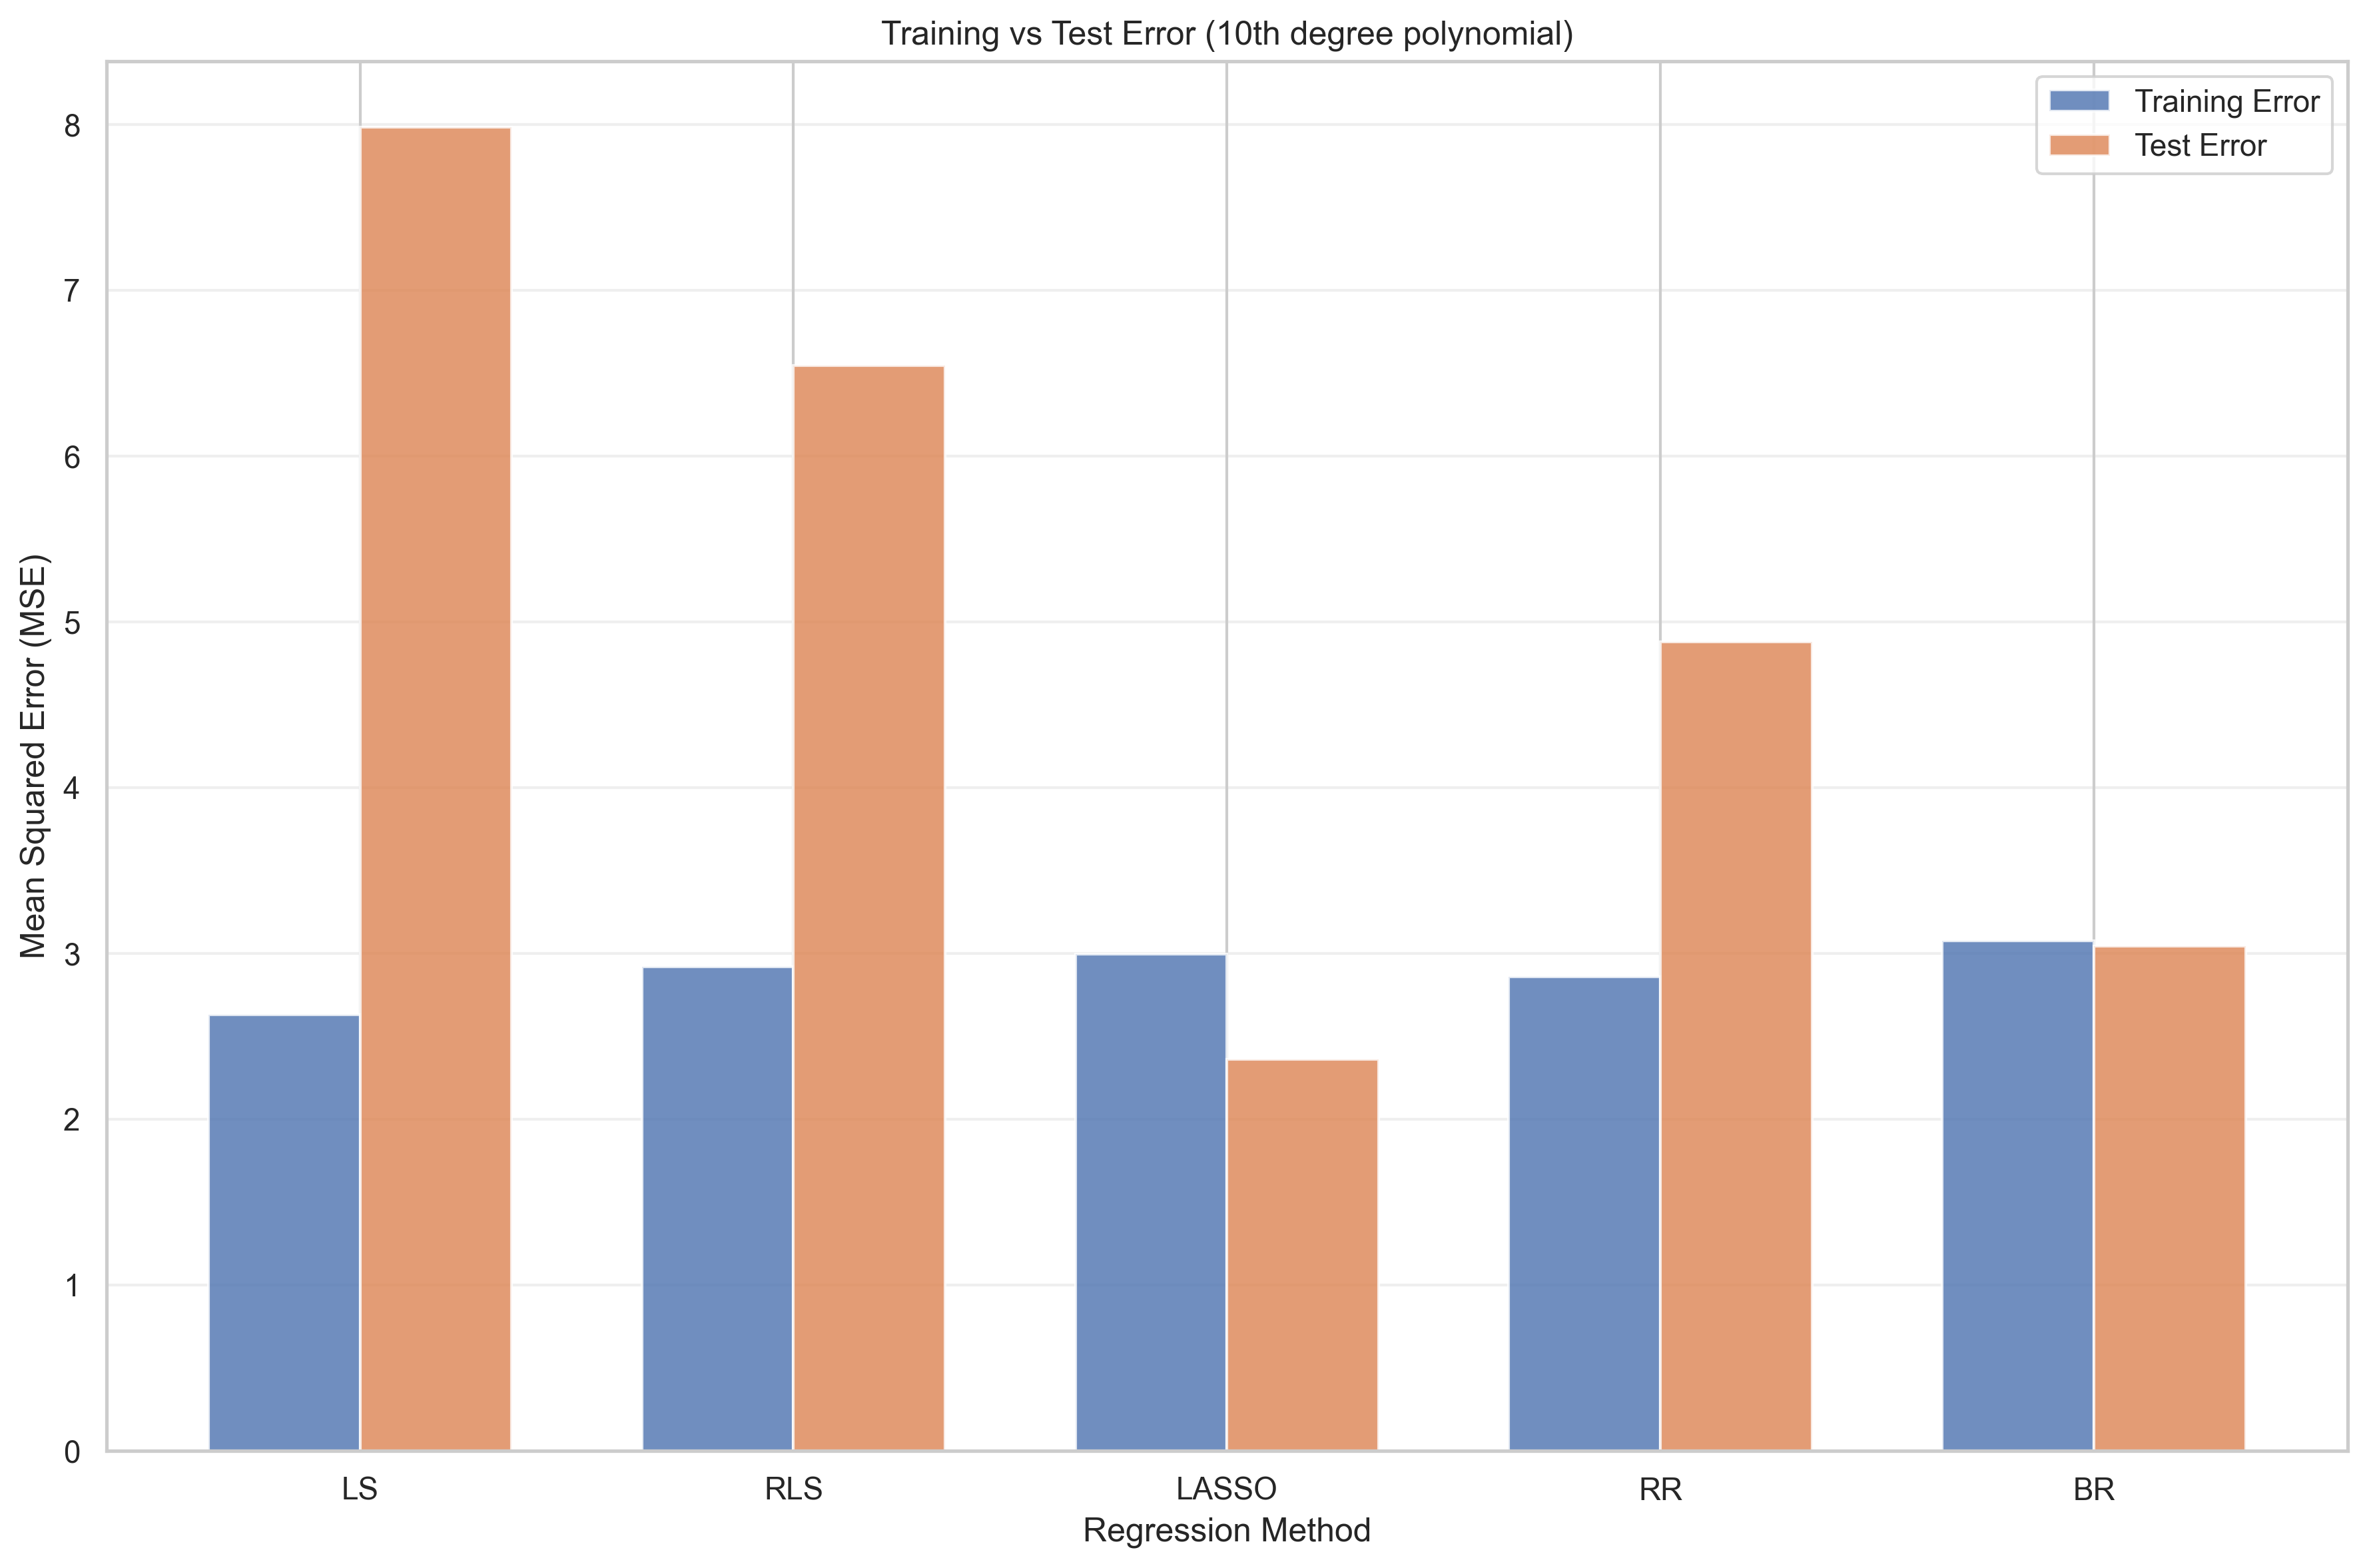 Training vs Test Error (10th degree polynomial)
Training Error
Test Error
Mean Squared Error (MSE)
8
7
6
5
4
3
2
1
0
LS RLS LASSO RR BR
Regression Method